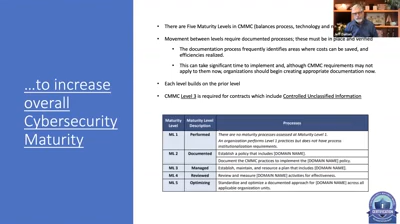 ...to increase
overall
Cybersecurity
Maturity
• There are Five Maturity Levels in CMMC (balances process, technology and
• Movement between levels require documented processes; these must be in place and verified
• The documentation process frequently identifies areas where costs can be saved, and
efficiencies realized.
• This can take significant time to implement and, although CMMC requirements may not
apply to them now, organizations should begin creating appropriate documentation now.
• Each level builds on the prior level
• CMMC Level 3 is required for contracts which include Controlled Unclassified Information
Maturity Level
Maturity Level Description
Processes
ML 1
Performed
There are no maturity processes assessed at Maturity Level 1.
An organization performs Level 1 practices but does not have process
institutionalization requirements.
ML 2
Documented
Establish a policy that includes [DOMAIN NAME].
Document the CMMC practices to implement the [DOMAIN NAME] policy.
ML 3
Managed
Establish, maintain, and resource a plan that includes [DOMAIN NAME].
ML 4
Reviewed
Review and measure [DOMAIN NAME] activities for effectiveness.
ML 5
Optimizing
Standardize and optimize a documented approach for [DOMAIN NAME] across all
applicable organization units.